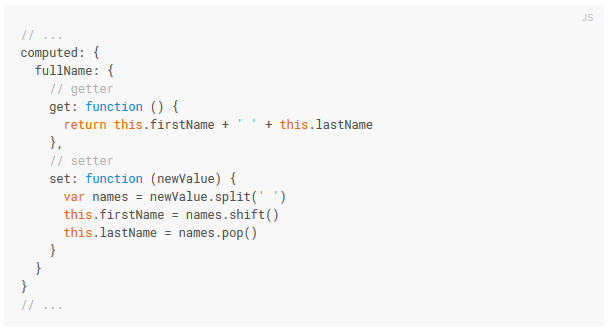 JS
// ...
computed: {
  fullName: {
    // getter
    get: function () {
      return this.firstName + ' ' + this.lastName
    },
    // setter
    set: function (newValue) {
      var names = newValue.split(' ')
      this.firstName = names.shift()
      this.lastName = names.pop()
    }
  }
}
// ...